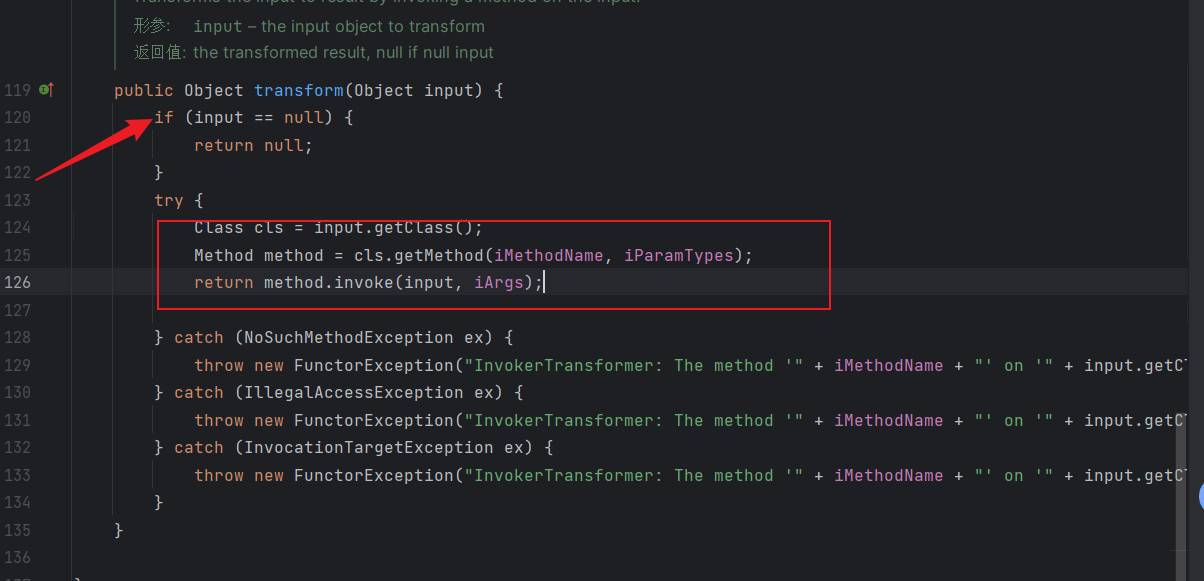 形参: input – the input object to transform
返回值: the transformed result, null if null input
119 public Object transform(Object input) {
120 if (input == null) {
121 return null;
122 }
123 try {
124 Class cls = input.getClass();
125 Method method = cls.getMethod(iMethodName, iParamTypes);
126 return method.invoke(input, iArgs);
127
128 } catch (NoSuchMethodException ex) {
129 throw new FunctorException("InvokerTransformer: The method '" + iMethodName + "' on '" + input.getC
130 } catch (IllegalAccessException ex) {
131 throw new FunctorException("InvokerTransformer: The method '" + iMethodName + "' on '" + input.getC
132 } catch (InvocationTargetException ex) {
133 throw new FunctorException("InvokerTransformer: The method '" + iMethodName + "' on '" + input.getC
134 }
135 }
136